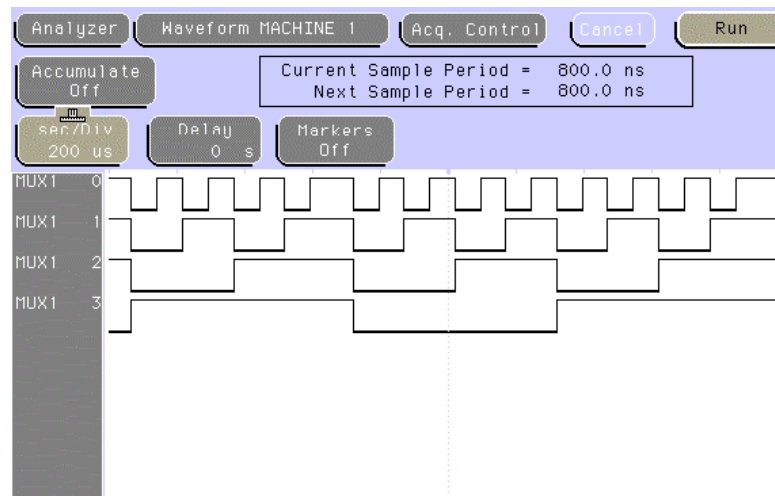 Analyzer Waveform MACHINE 1 Acq. Control Cancel Run
Accumulate
Off
Current Sample Period = 800.0 ns
Next Sample Period = 800.0 ns
sec/Div
200 us
Delay
0 s
Markers
Off
MUX1 0
MUX1 1
MUX1 2
MUX1 3